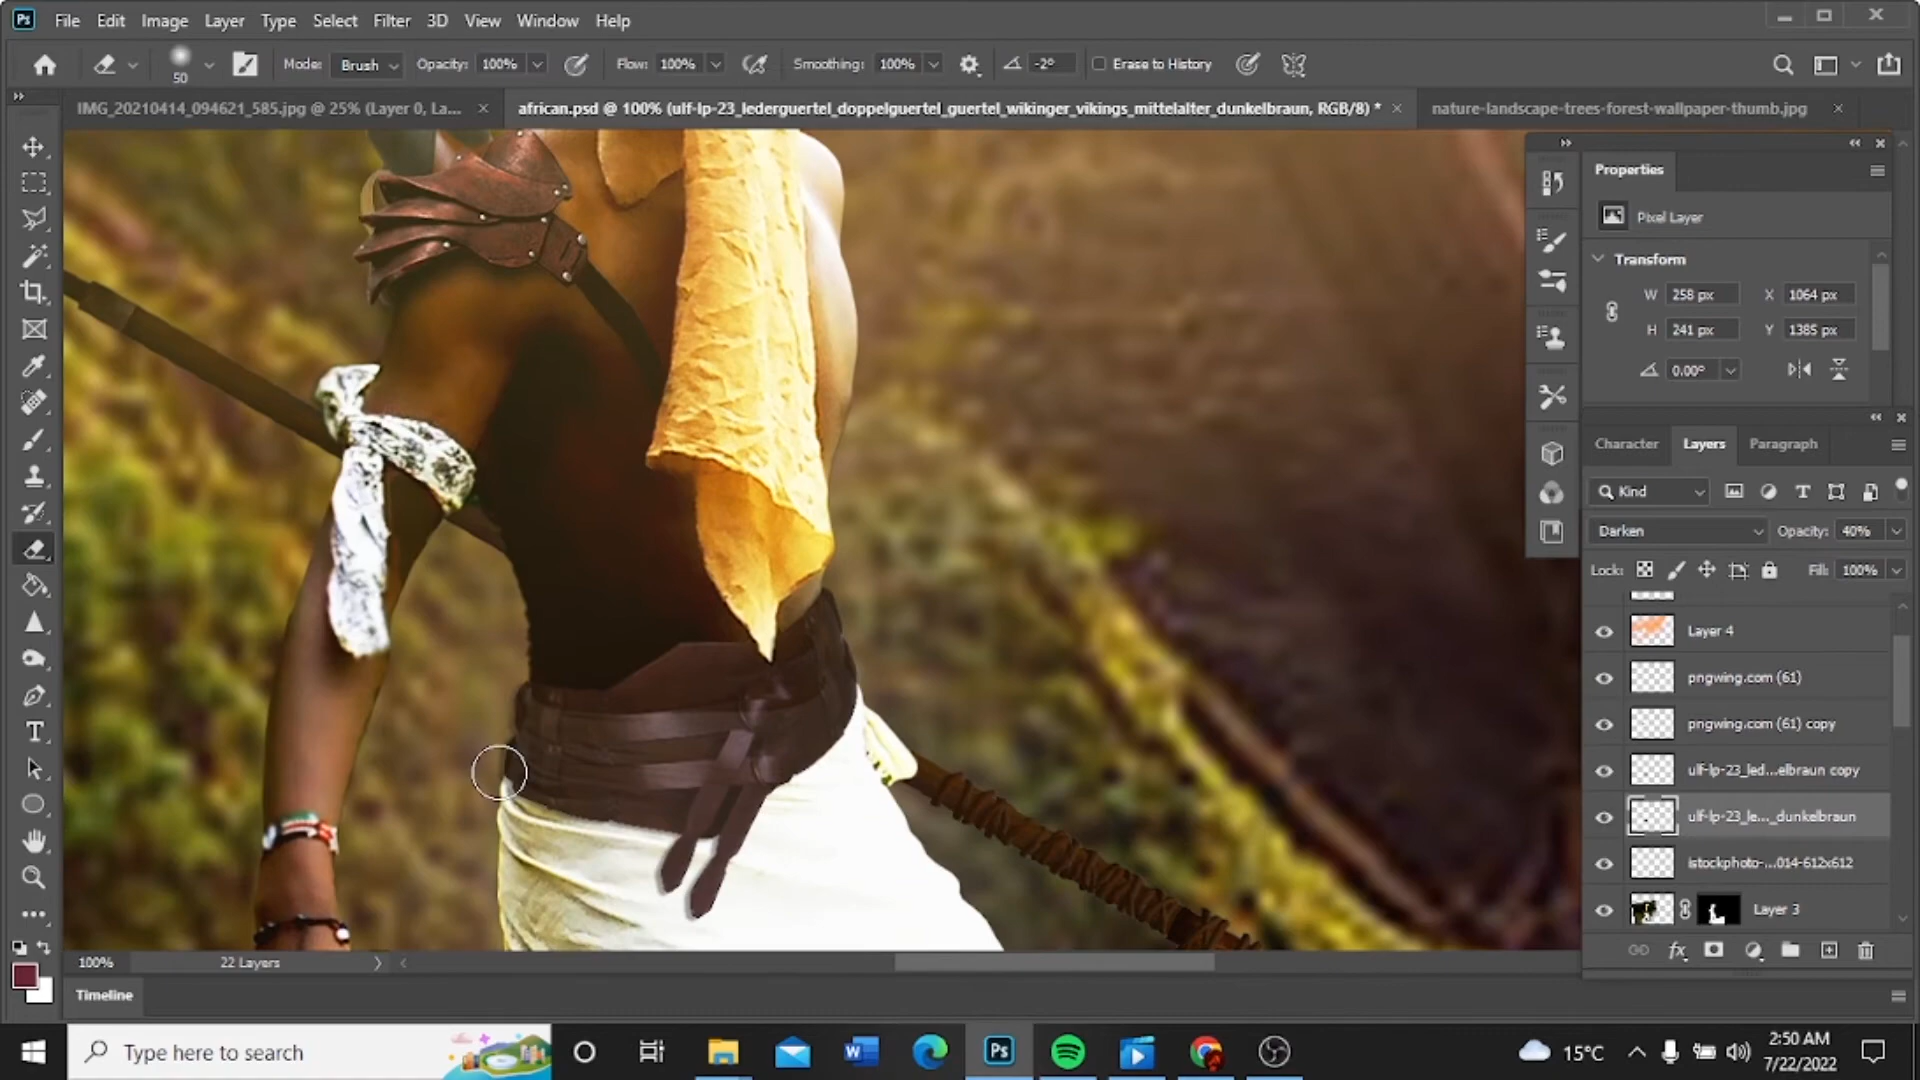 Ps File Edit Image Layer Type Select Filter 3D View Window Help
50 Mode: Brush Opacity: 100% Flow: 100% Smoothing: 100% -2° Erase to History
IMG_20210414_094621_585.jpg @ 25% (Layer 0, La...
african.psd @ 100% (ulf-lp-23_lederguertel_doppelguertel_guertel_wikinger_vikings_mittelalter_dunkelbraun, RGB/8) *
nature-landscape-trees-forest-wallpaper-thumb.jpg
Properties
Pixel Layer
Transform
W 258 px X 1064 px
H 241 px Y 1385 px
0.00°
Character Layers Paragraph
Kind
Darken Opacity: 40%
Lock: Fill: 100%
Layer 4
pngwing.com (61)
pngwing.com (61) copy
ulf-lp-23_led...elbraun copy
ulf-lp-23_le..._dunkelbraun
istockphoto-...014-612x612
Layer 3
fx
100% 22 Layers
Timeline
Type here to search
W
Ps
15°C
2:50 AM
7/22/2022